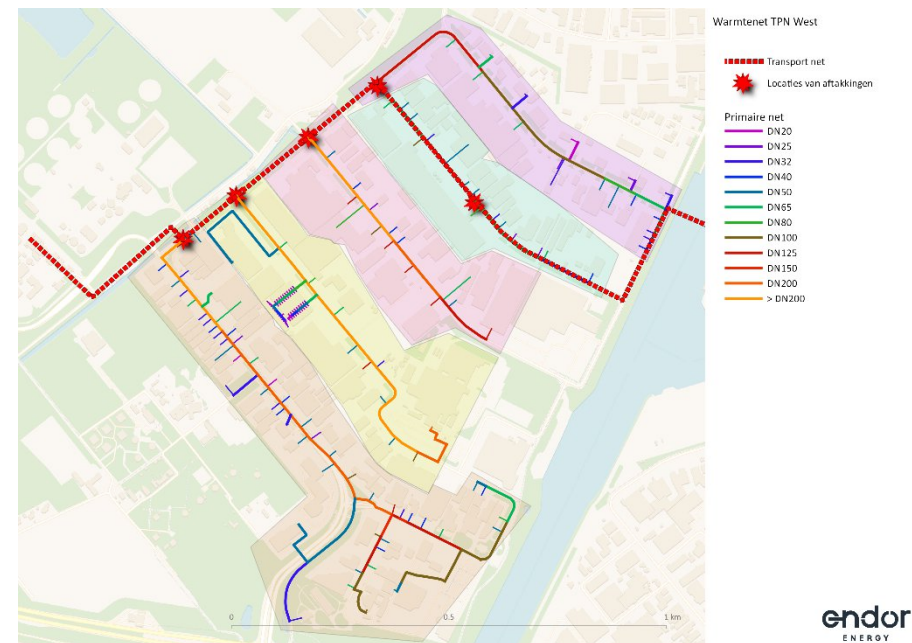 Warmtenet TPN West
Transport net
Locaties van aftakkingen
Primaire net
DN20
DN25
DN32
DN40
DN50
DN65
DN80
DN100
DN125
DN150
DN200
> DN200
0 0.5 1 km
endor
ENERGY